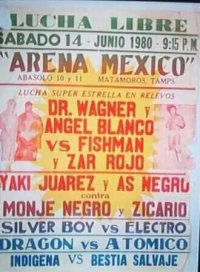 LUCHA LIBRE
SABADO 14 - JUNIO 1980 - 9:15 P.M.
"ARENA MEXICO"
ABASOLO 10 y 11 MATAMOROS, TAMPS.
LUCHA SUPER ESTRELLA EN RELEVOS
DR. WAGNER y
ANGEL BLANCO
vs FISHMAN
y ZAR ROJO
YAKI JUAREZ y AS NEGRO
contra
MONJE NEGRO y ZICARIO
SILVER BOY vs ELECTRO
DRAGON vs ATOMICO
INDIGENA vs BESTIA SALVAJE